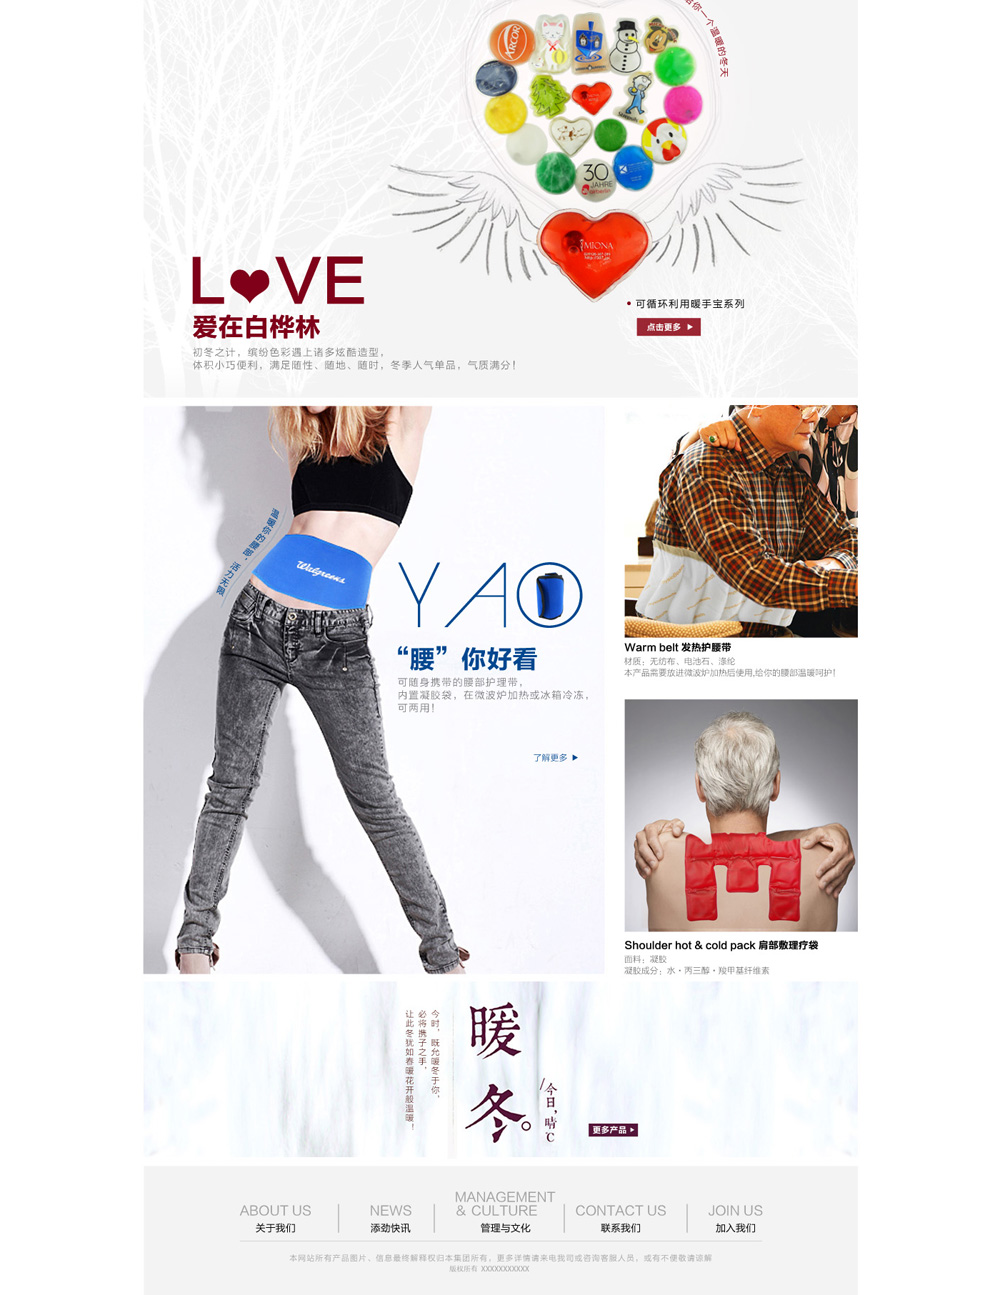 给你一个温暖的冬天
ARCOR
30
JAHRE
MIONA
LOVE
爱在白桦林
初冬之计，缤纷色彩遇上诸多炫酷造型，
体积小巧便利，满足随性、随地、随时，冬季人气单品，气质满分！
• 可循环利用暖手宝系列
点击更多
温暖你的腰部，活力无限
Walgreens
YAO
“腰”你好看
可随身携带的腰部护理带，
内置凝胶袋，在微波炉加热或冰箱冷冻，
可两用！
了解更多
Warm belt 发热护腰带
材质：无纺布、电池石、涤纶
本产品需要放进微波炉加热后使用,给你的腰部温暖呵护！
Shoulder hot & cold pack 肩部敷理疗袋
面料：凝胶
凝胶成分：水·丙三醇·羧甲基纤维素
暖冬。
今日，晴℃
今时，既允暖冬于你，
必将携子之手，
让此冬犹如春暖花开般温暖！
更多产品
ABOUT US
关于我们
NEWS
添劲快讯
MANAGEMENT
& CULTURE
管理与文化
CONTACT US
联系我们
JOIN US
加入我们
本网站所有产品图片、信息最终解释权归本集团所有，更多详情请来电我司或咨询客服人员，或有不便敬请谅解
版权所有 XXXXXXXXXXX